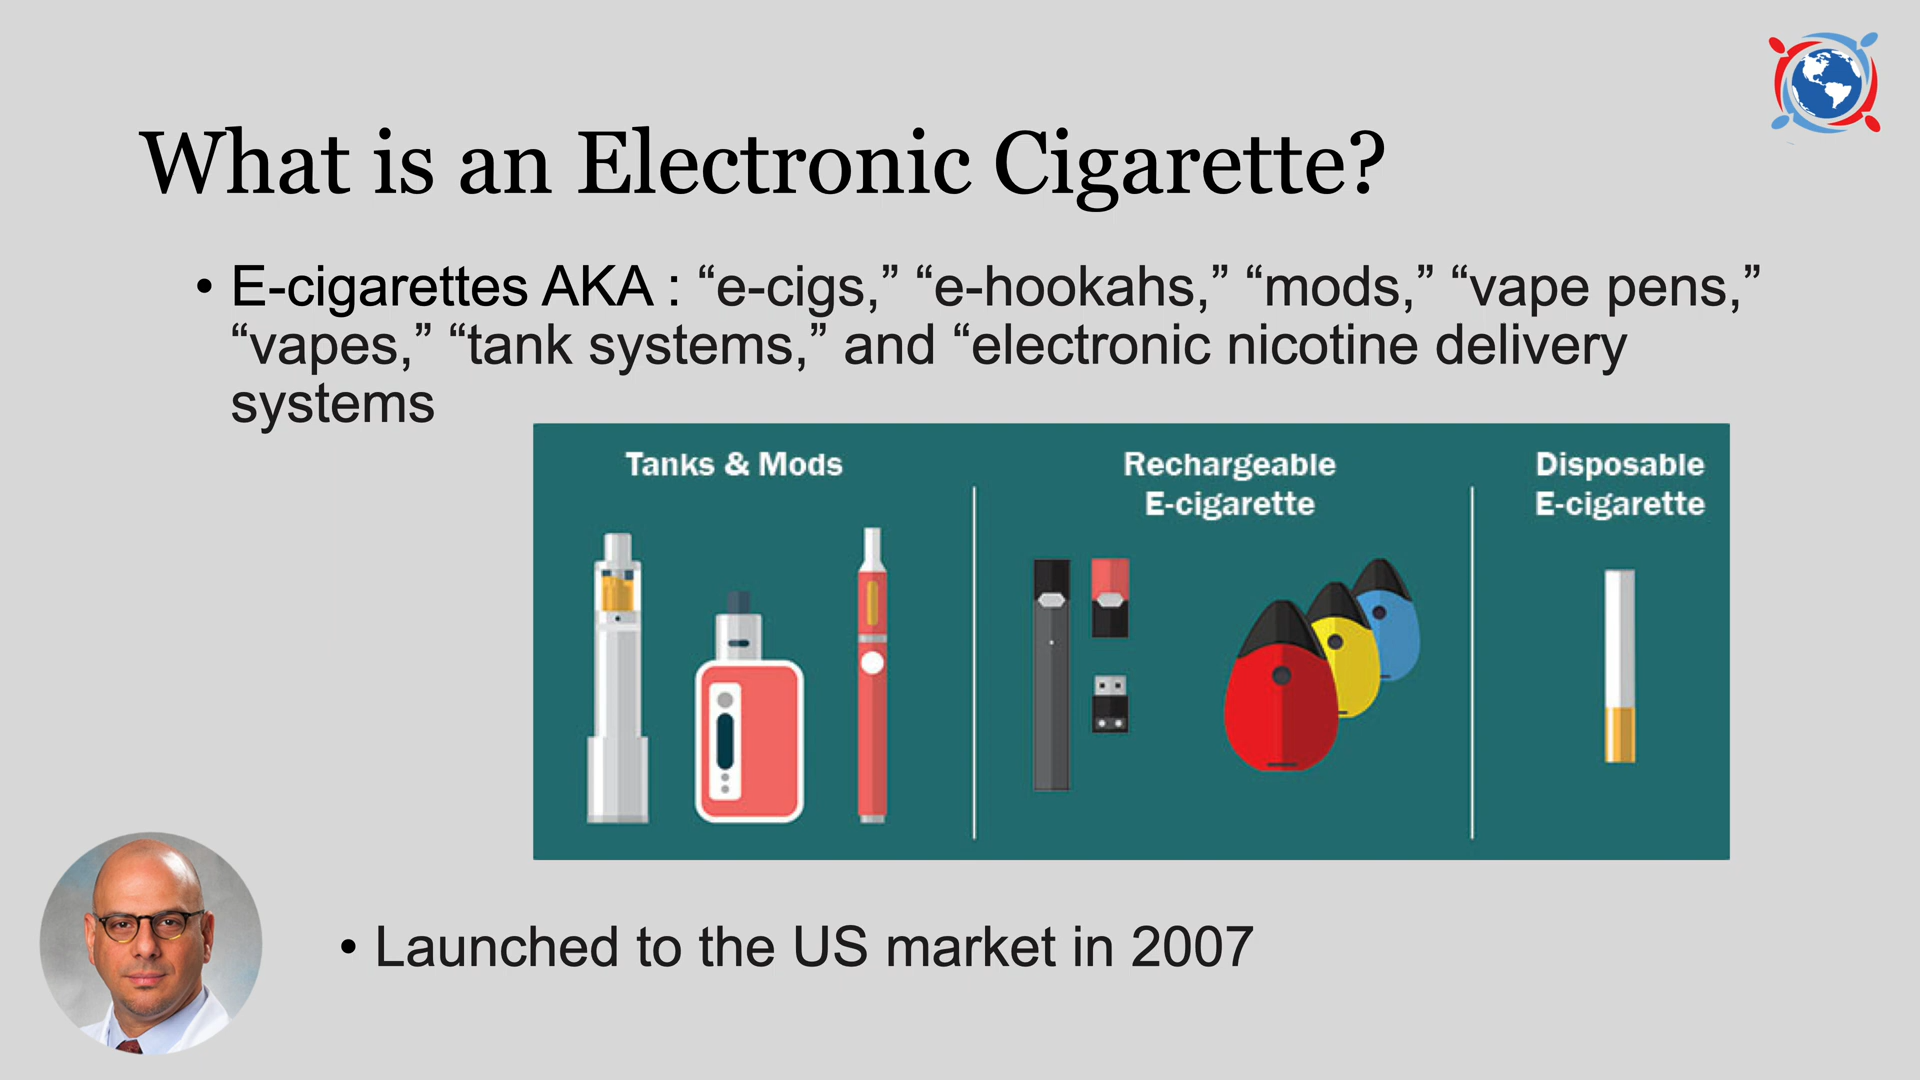 What is an Electronic Cigarette?
• E-cigarettes AKA : “e-cigs,” “e-hookahs,” “mods,” “vape pens,”
“vapes,” “tank systems,” and “electronic nicotine delivery
systems
Tanks & Mods
Rechargeable
E-cigarette
Disposable
E-cigarette
• Launched to the US market in 2007